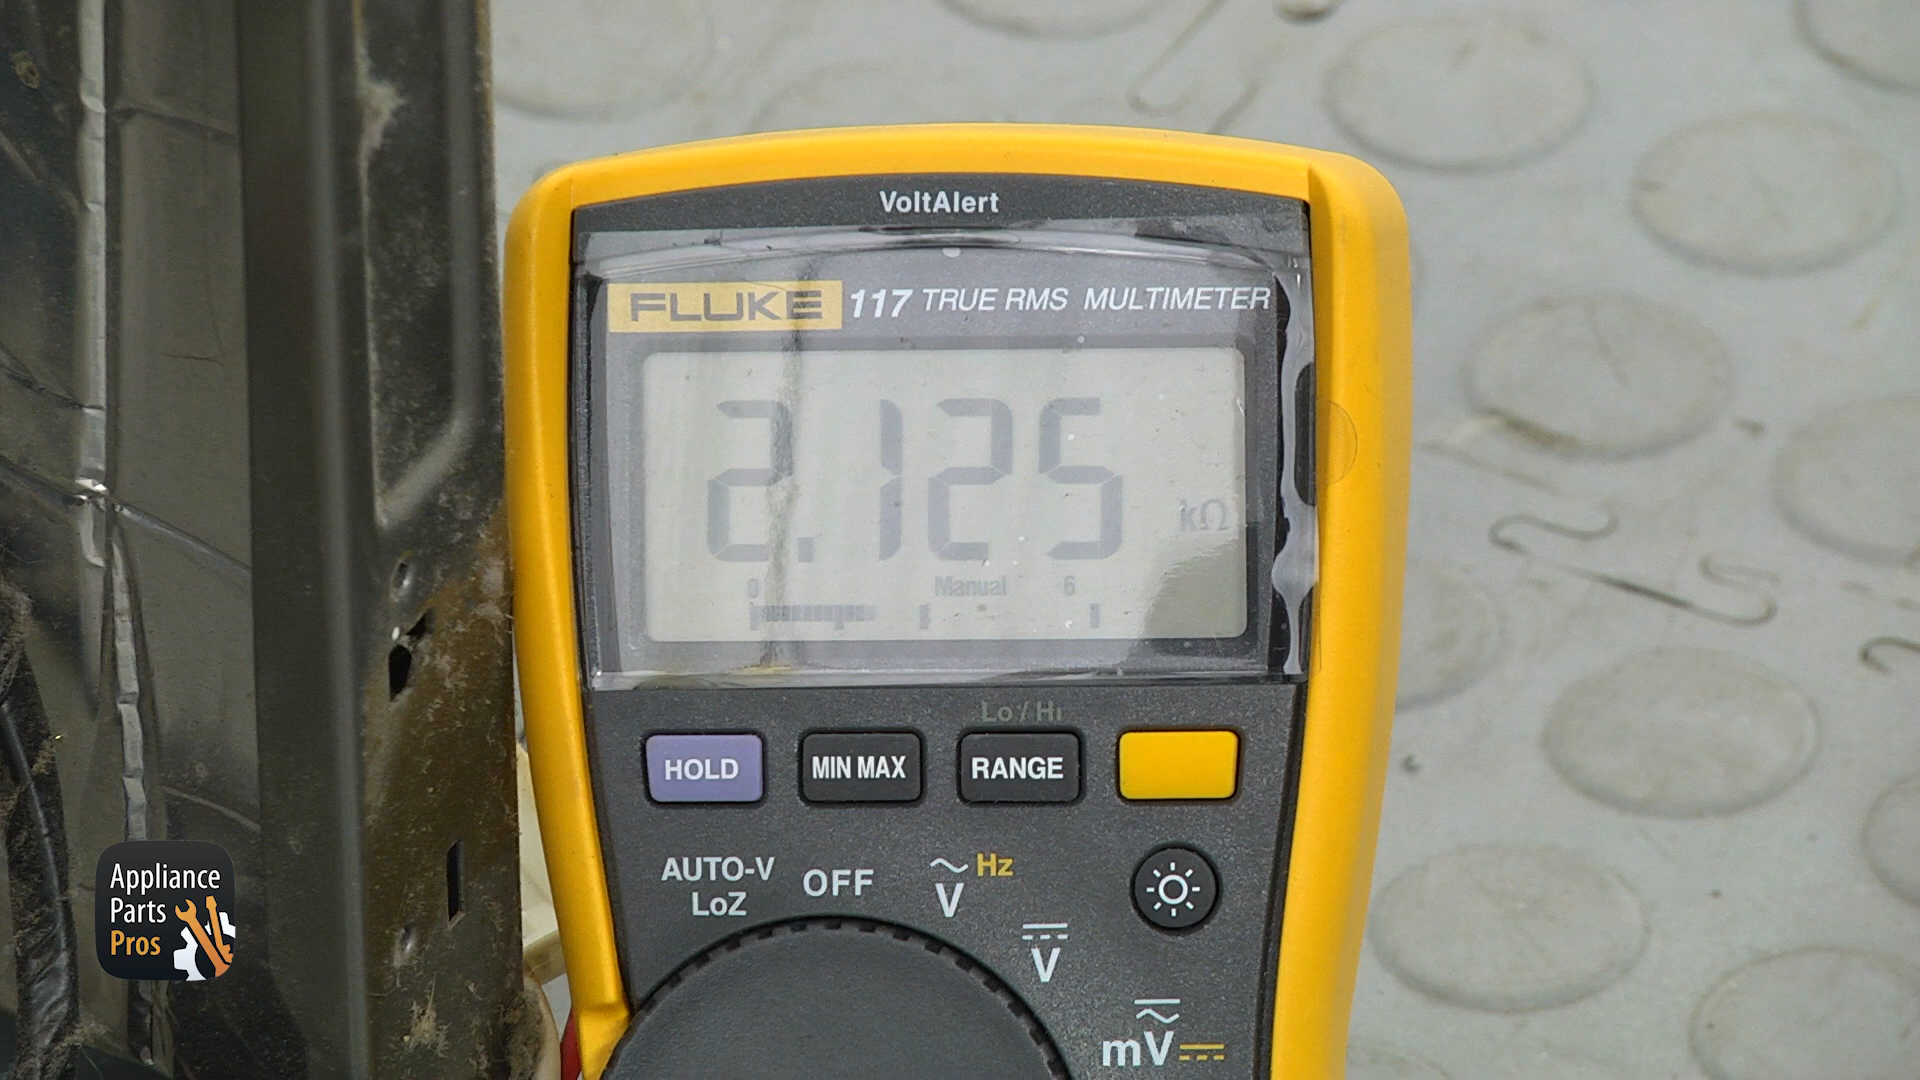 VoltAlert
FLUKE 117 TRUE RMS MULTIMETER
2.125 kΩ
0 Manual 6
Lo / Hi
HOLD MIN MAX RANGE
AUTO-V
LoZ
OFF
Hz
V
V
mV
Appliance
Parts
Pros